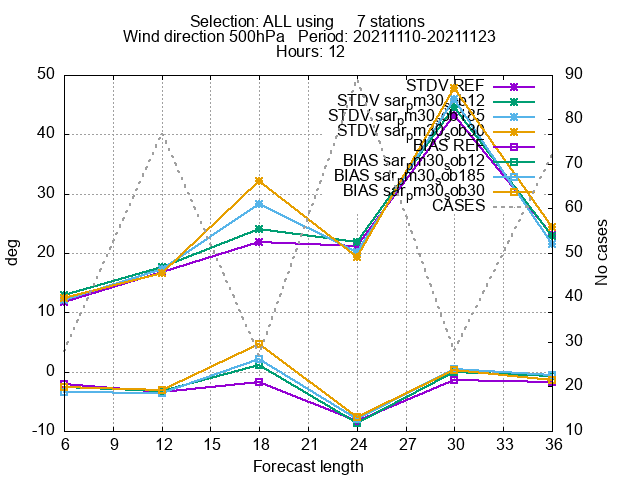 Selection: ALL using 7 stations
Wind direction 500hPa Period: 20211110-20211123
Hours: 12
STDV REF
STDV sar_pm30_sob12
STDV sar_pm30_sob185
STDV sar_pm30_sob30
BIAS REF
BIAS sar_pm30_sob12
BIAS sar_pm30_sob185
BIAS sar_pm30_sob30
CASES
50
40
30
20
10
0
-10
deg
90
80
70
60
50
40
30
20
10
No cases
6 9 12 15 18 21 24 27 30 33 36
Forecast length